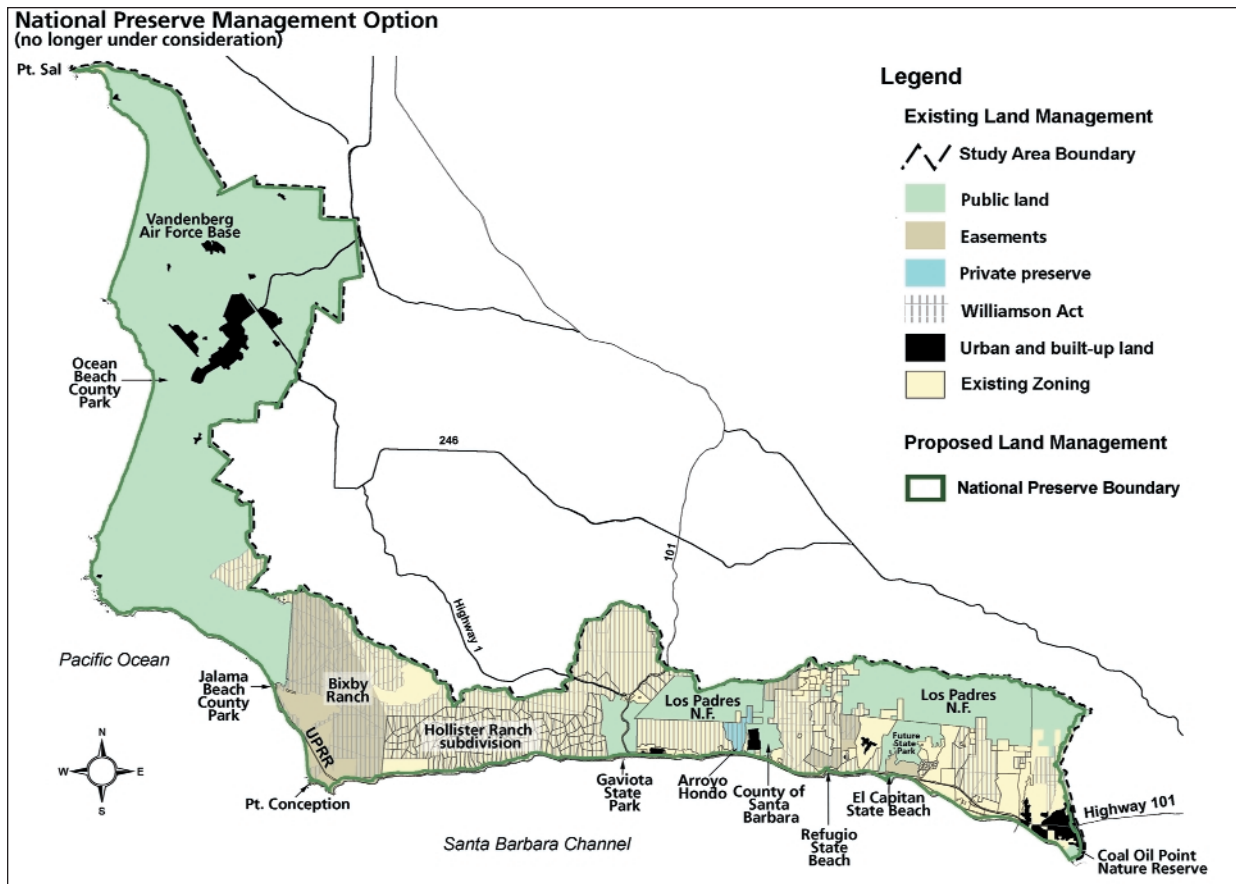 National Preserve Management Option
(no longer under consideration)
Pt. Sal
Legend
Existing Land Management
Study Area Boundary
Public land
Easements
Private preserve
Williamson Act
Urban and built-up land
Existing Zoning
Proposed Land Management
National Preserve Boundary
Vandenberg
Air Force Base
Ocean
Beach
County
Park
246
101
Highway 1
Pacific Ocean
Jalama
Beach
County
Park
Bixby
Ranch
UPRR
Hollister Ranch
subdivision
Los Padres
N.F.
Los Padres
N.F.
Future
State
Park
N
W
E
S
Pt. Conception
Gaviota
State
Park
Arroyo
Hondo
County of
Santa
Barbara
Refugio
State
Beach
El Capitan
State Beach
Highway 101
Coal Oil Point
Nature Reserve
Santa Barbara Channel